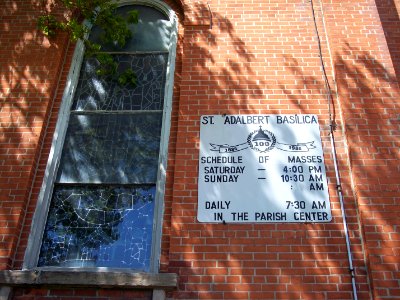 ST. ADALBERT BASILICA
100
SCHEDULE OF MASSES
SATURDAY — 4:00 PM
SUNDAY — 10:30 AM
: AM
DAILY 7:30 AM
IN THE PARISH CENTER